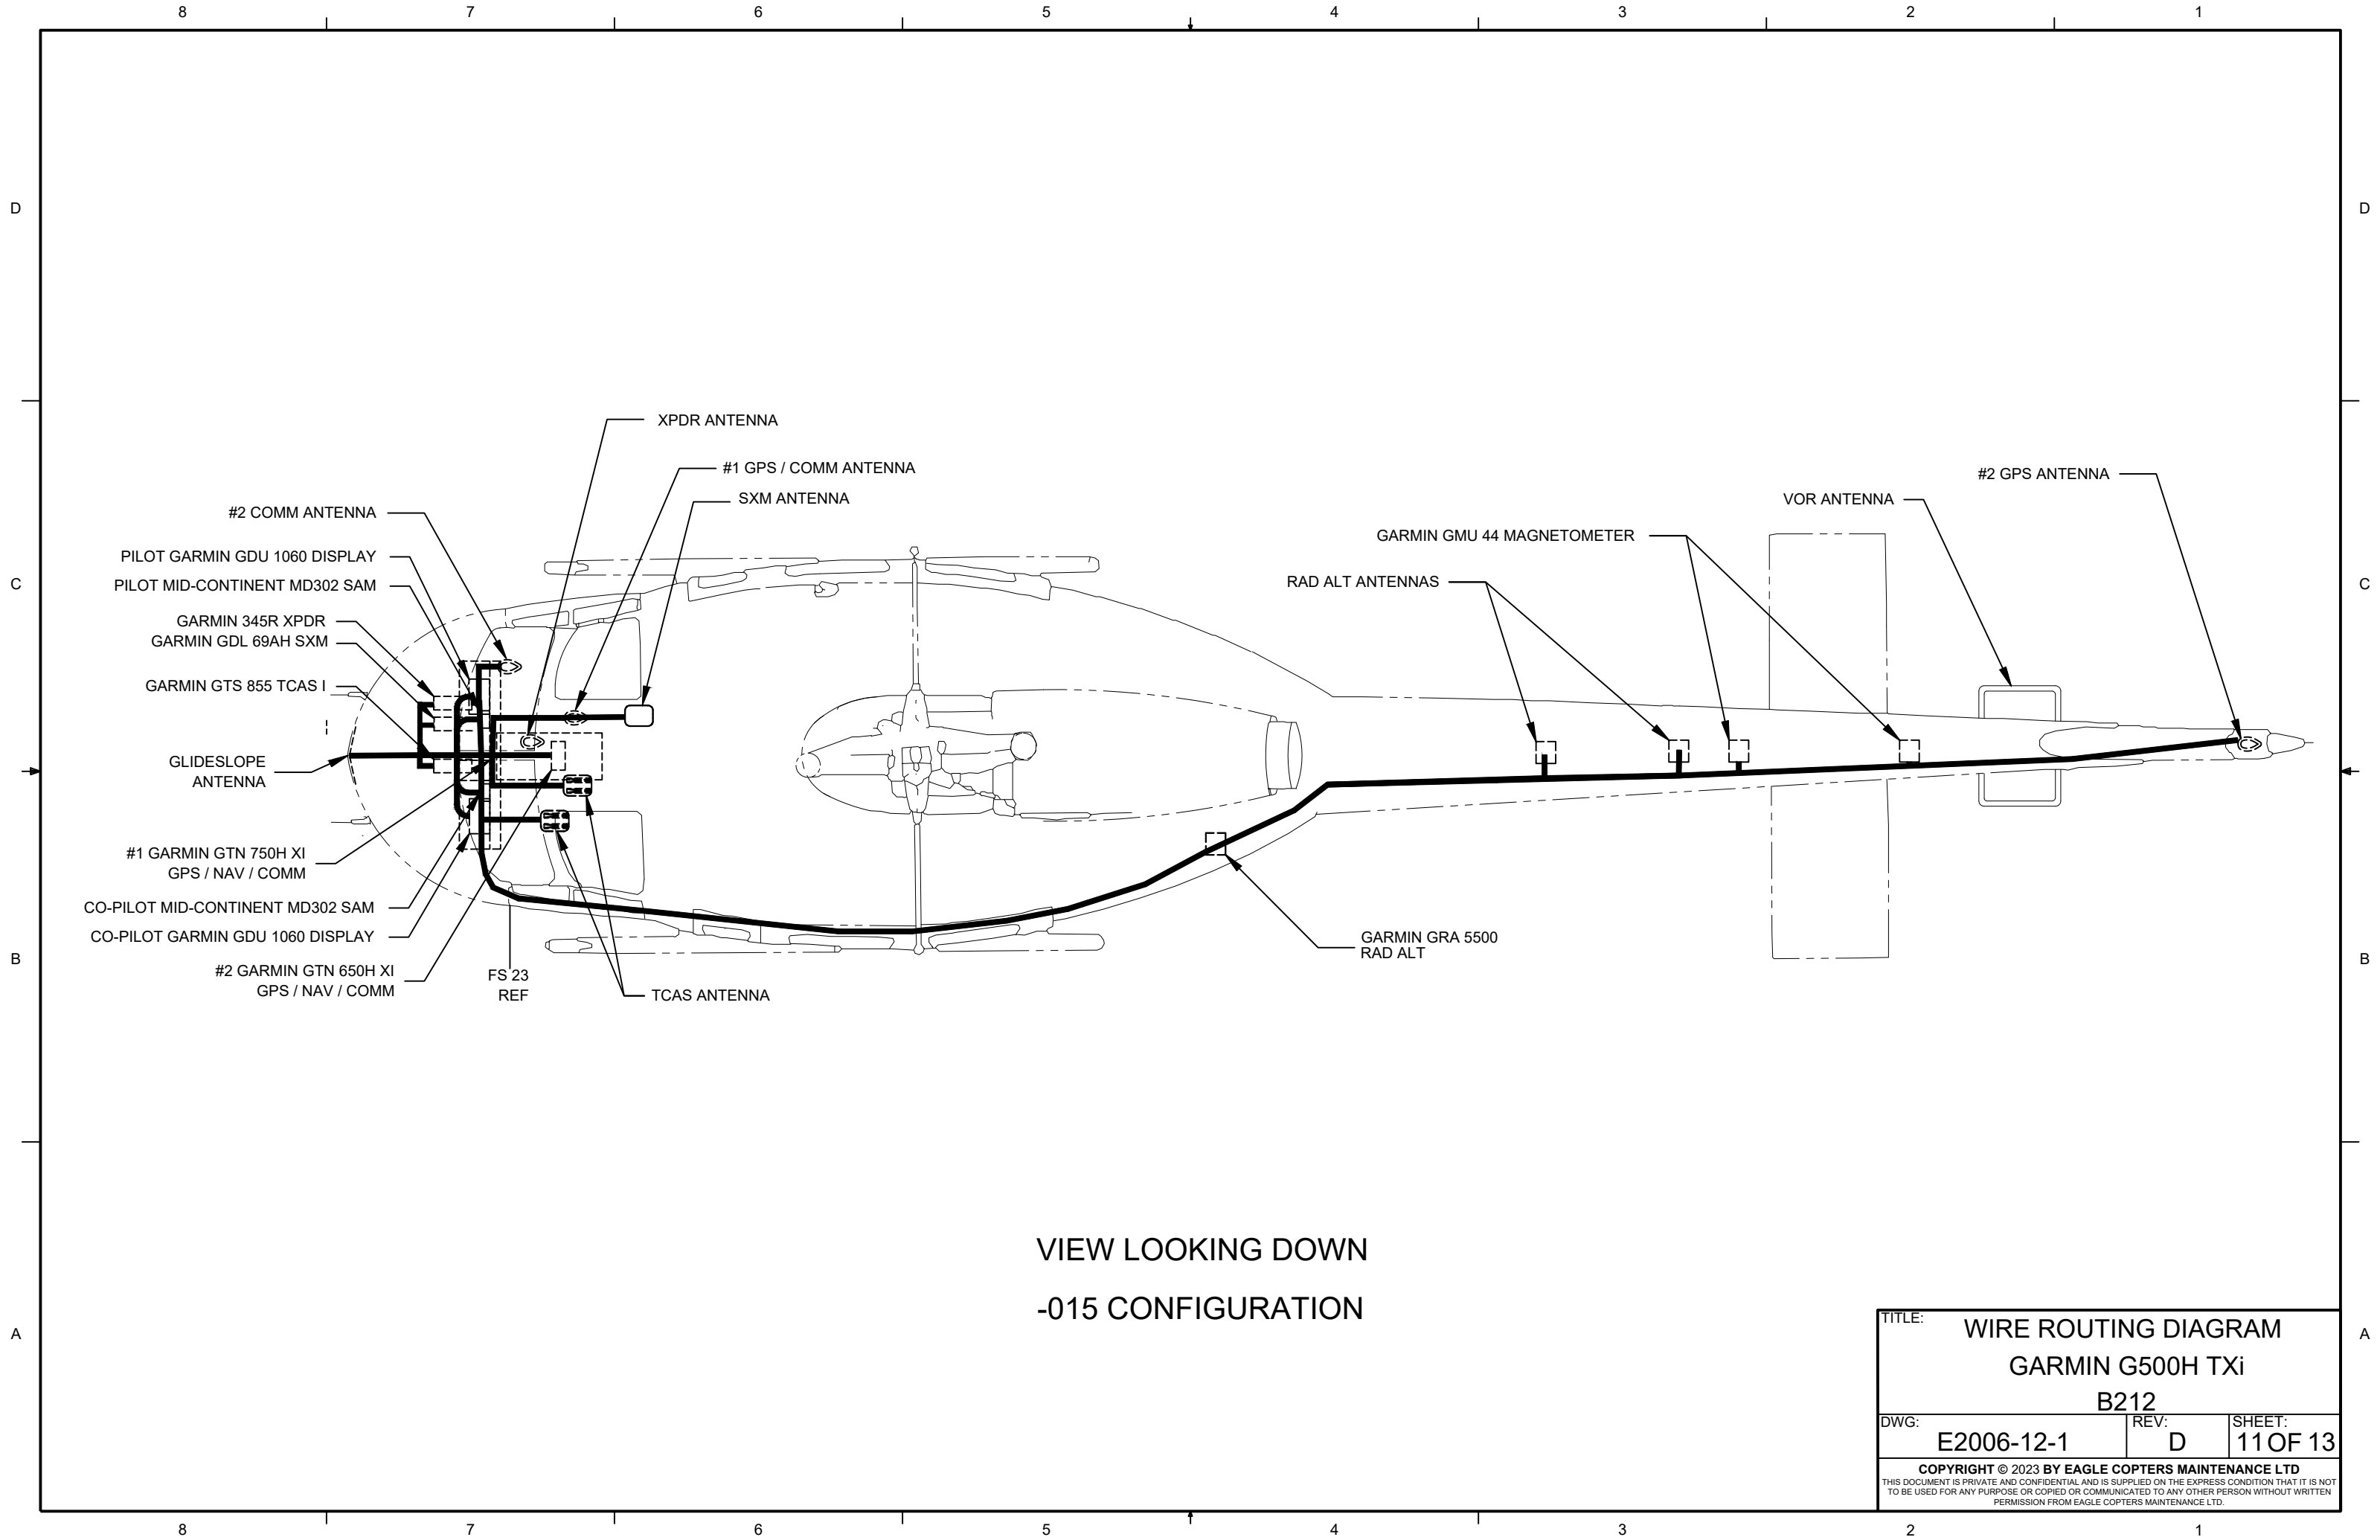 8 7 6 5 4 3 2 1
D D
XPDR ANTENNA
#1 GPS / COMM ANTENNA
SXM ANTENNA
#2 GPS ANTENNA
VOR ANTENNA
#2 COMM ANTENNA
GARMIN GMU 44 MAGNETOMETER
PILOT GARMIN GDU 1060 DISPLAY
PILOT MID-CONTINENT MD302 SAM
RAD ALT ANTENNAS
C C
GARMIN 345R XPDR
GARMIN GDL 69AH SXM
GARMIN GTS 855 TCAS I
GLIDESLOPE
ANTENNA
#1 GARMIN GTN 750H XI
GPS / NAV / COMM
CO-PILOT MID-CONTINENT MD302 SAM
CO-PILOT GARMIN GDU 1060 DISPLAY
#2 GARMIN GTN 650H XI
GPS / NAV / COMM
FS 23
REF
TCAS ANTENNA
GARMIN GRA 5500
RAD ALT
B B
VIEW LOOKING DOWN
-015 CONFIGURATION
A A
TITLE:
WIRE ROUTING DIAGRAM
GARMIN G500H TXi
B212
DWG: REV: SHEET:
E2006-12-1 D 11 OF 13
COPYRIGHT © 2023 BY EAGLE COPTERS MAINTENANCE LTD
THIS DOCUMENT IS PRIVATE AND CONFIDENTIAL AND IS SUPPLIED ON THE EXPRESS CONDITION THAT IT IS NOT
TO BE USED FOR ANY PURPOSE OR COPIED OR COMMUNICATED TO ANY OTHER PERSON WITHOUT WRITTEN
PERMISSION FROM EAGLE COPTERS MAINTENANCE LTD.
8 7 6 5 4 3 2 1